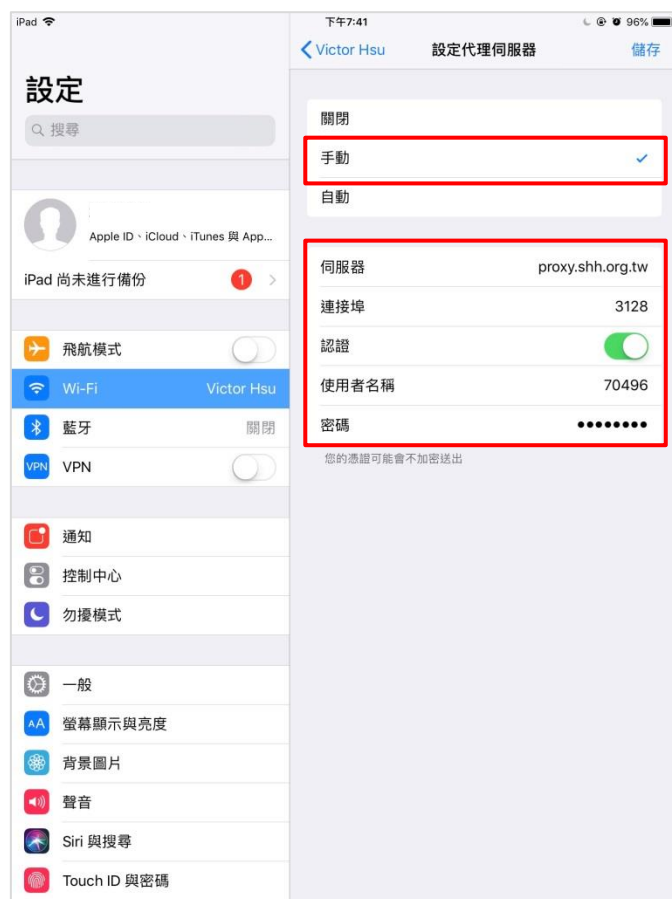 iPad 下午7:41 96%
設定
搜尋
Apple ID、iCloud、iTunes 與 App...
iPad 尚未進行備份 1
飛航模式
Wi-Fi Victor Hsu
藍牙 關閉
VPN VPN
通知
控制中心
勿擾模式
一般
AA 螢幕顯示與亮度
背景圖片
聲音
Siri 與搜尋
Touch ID 與密碼
Victor Hsu 設定代理伺服器 儲存
關閉
手動
自動
伺服器 proxy.shh.org.tw
連接埠 3128
認證
使用者名稱 70496
密碼 ••••••••
您的憑證可能會不加密送出